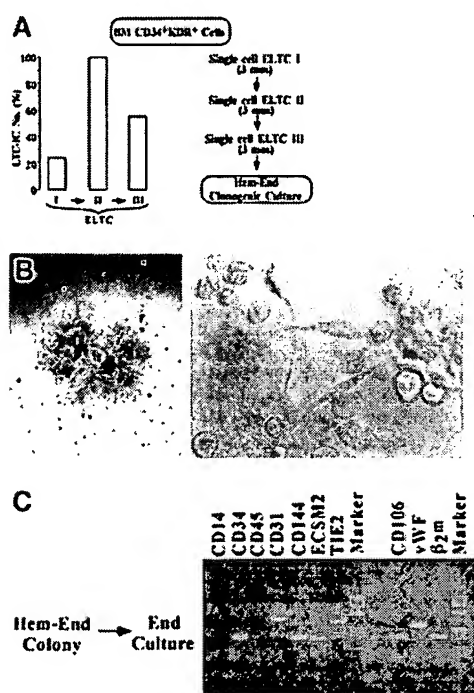 A
BM CD34⁺KDR⁺ Cells
LTC-IC No. (%)
100
80
60
40
20
0
I II III
ELTC
Single cell ELTC I
(3 mos)
Single cell ELTC II
(3 mos)
Single cell ELTC III
(3 mos)
Hem-End
Clonogenic Culture
B
C
CD14
CD34
CD45
CD31
CD144
ECSM2
TIE2
Marker
CD106
vWF
β2m
Marker
Hem-End
Colony
End
Culture